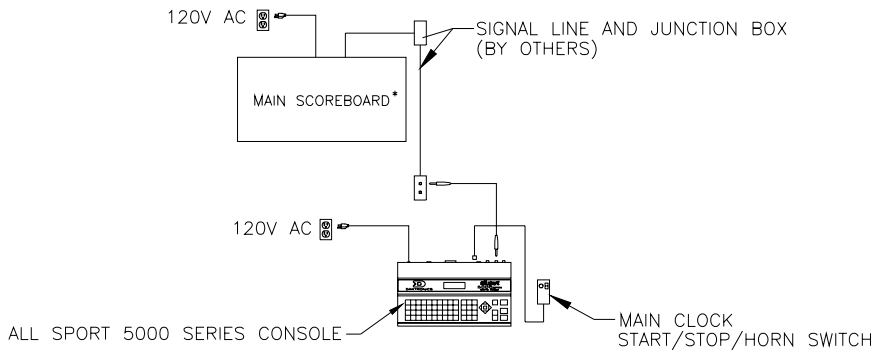 120V AC
SIGNAL LINE AND JUNCTION BOX
(BY OTHERS)
MAIN SCOREBOARD*
120V AC
DAKTRONICS
ALL SPORT 5000 SERIES CONSOLE
MAIN CLOCK
START/STOP/HORN SWITCH